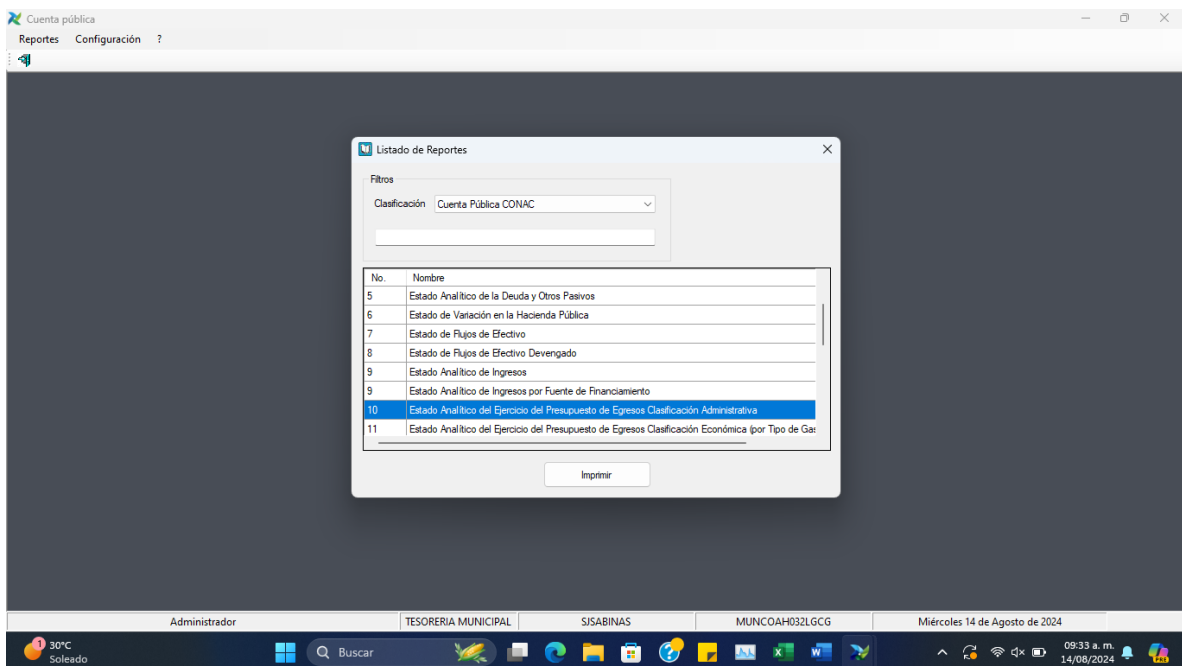 Cuenta pública
Reportes Configuración ?
Listado de Reportes
Filtros
Clasificación Cuenta Pública CONAC
No. Nombre
5 Estado Analítico de la Deuda y Otros Pasivos
6 Estado de Variación en la Hacienda Pública
7 Estado de Flujos de Efectivo
8 Estado de Flujos de Efectivo Devengado
9 Estado Analítico de Ingresos
9 Estado Analítico de Ingresos por Fuente de Financiamiento
10 Estado Analítico del Ejercicio del Presupuesto de Egresos Clasificación Administrativa
11 Estado Analítico del Ejercicio del Presupuesto de Egresos Clasificación Económica (por Tipo de Gas
Imprimir
Administrador TESORERIA MUNICIPAL SJSABINAS MUNCOAH032LGCG Miércoles 14 de Agosto de 2024
1 30°C
Soleado
Buscar
09:33 a. m.
14/08/2024
PRE